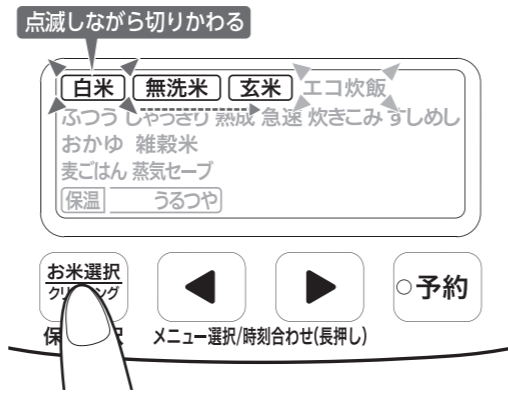 点滅しながら切りかわる
白米 無洗米 玄米 エコ炊飯
ふつう しゃっきり 熟成 急速 炊きこみ すしめし
おかゆ 雑穀米
麦ごはん 蒸気セーブ
保温 うるつや
お米選択 ◀ ▶ ○予約
メニュー選択/時刻合わせ(長押し)